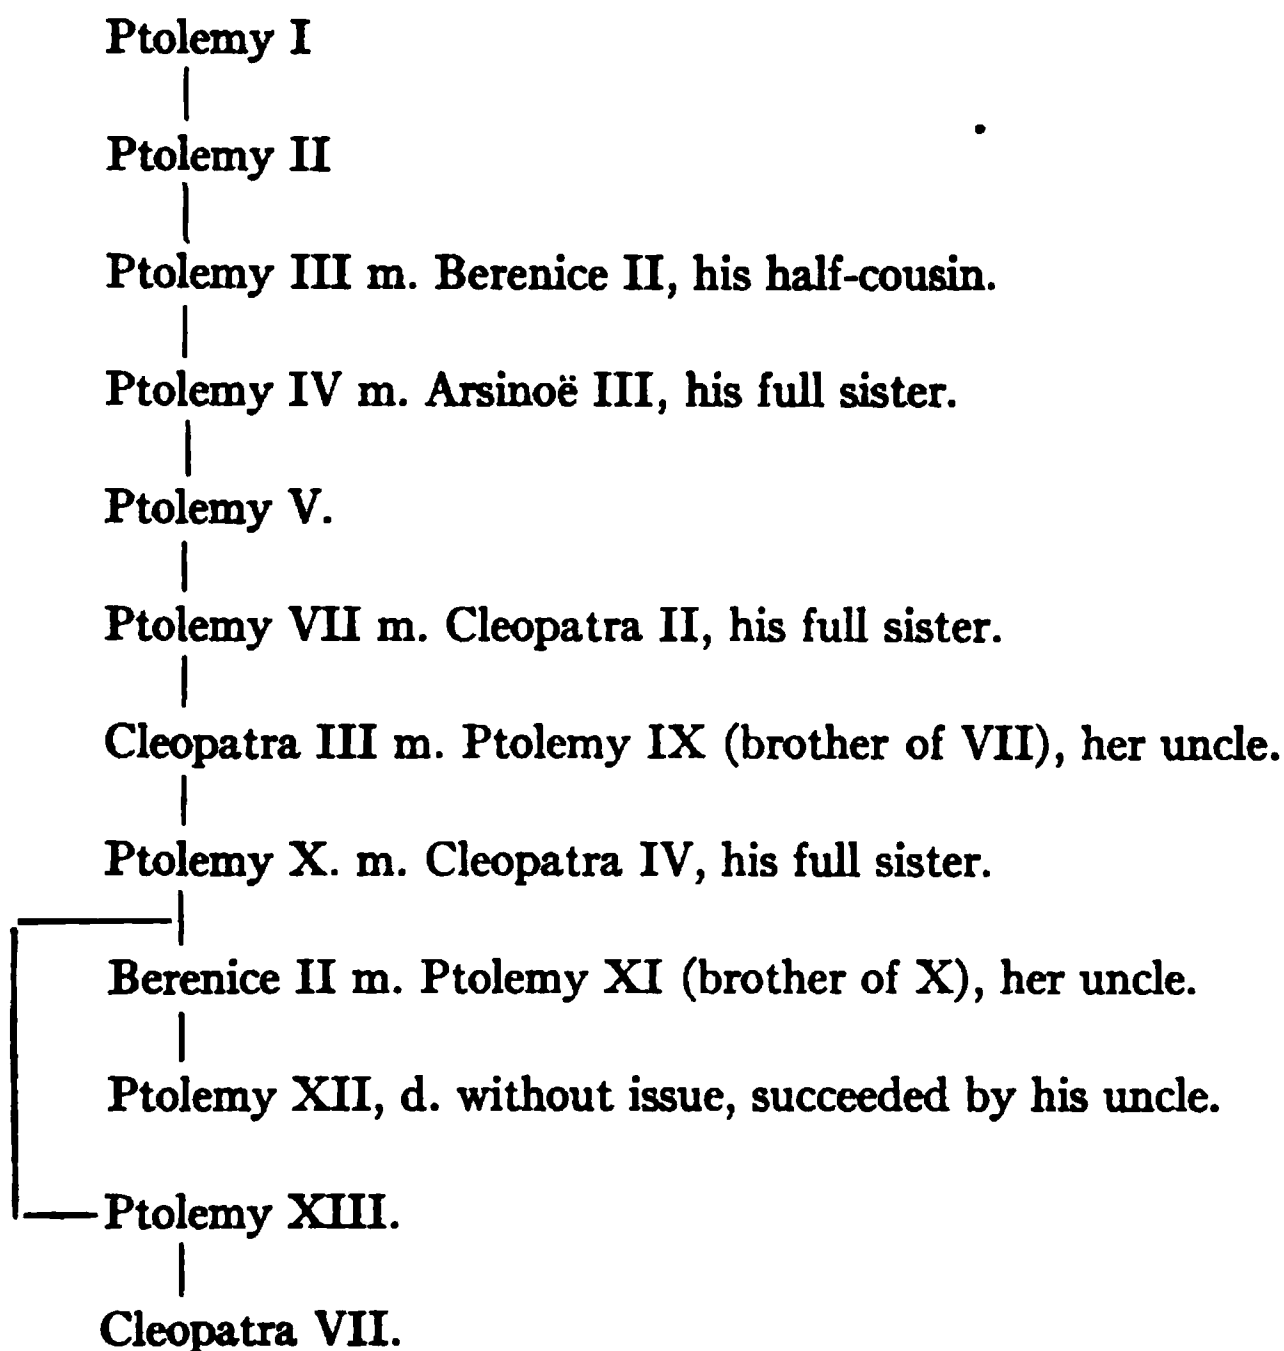 Ptolemy I
Ptolemy II
Ptolemy III m. Berenice II, his half-cousin.
Ptolemy IV m. Arsinoë III, his full sister.
Ptolemy V.
Ptolemy VII m. Cleopatra II, his full sister.
Cleopatra III m. Ptolemy IX (brother of VII), her uncle.
Ptolemy X. m. Cleopatra IV, his full sister.
Berenice II m. Ptolemy XI (brother of X), her uncle.
Ptolemy XII, d. without issue, succeeded by his uncle.
Ptolemy XIII.
Cleopatra VII.